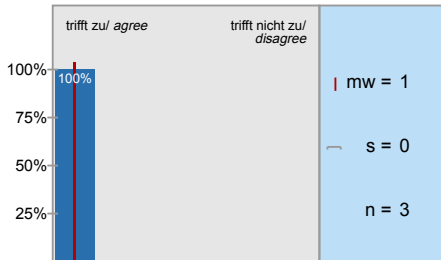 trifft zu/ agree
trifft nicht zu/
disagree
100%
75%
50%
25%
100%
mw = 1
s = 0
n = 3